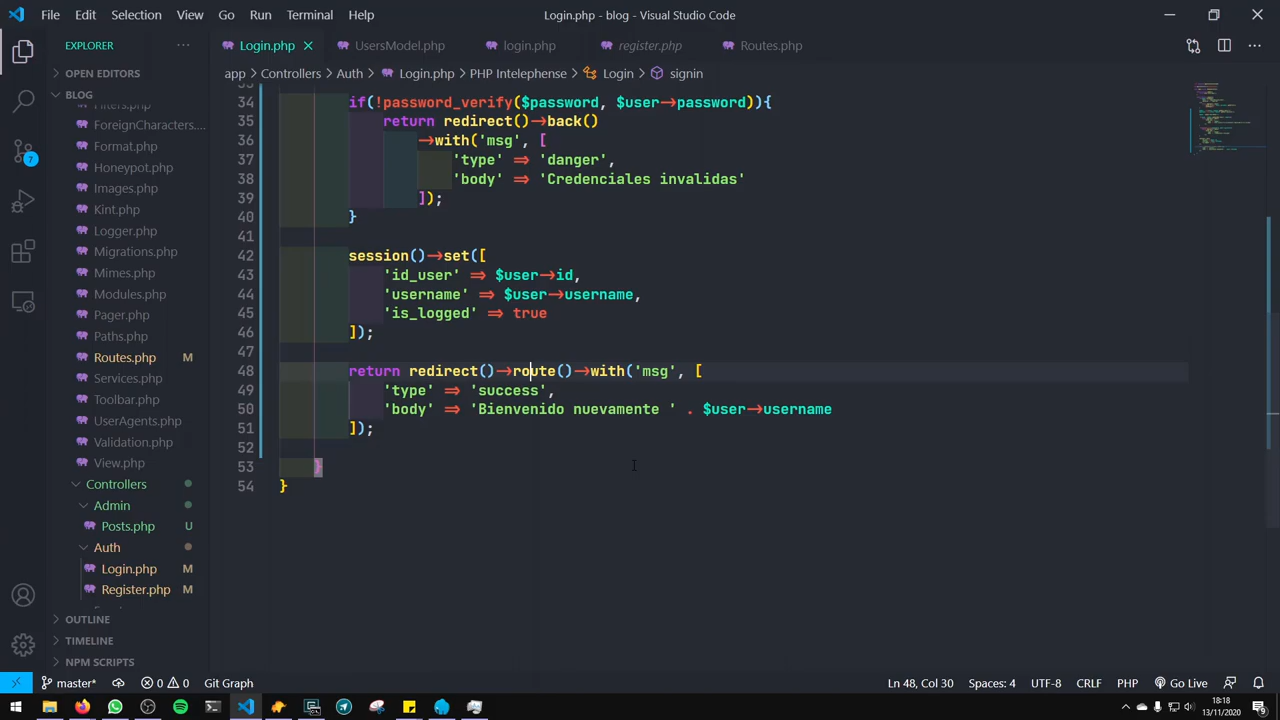 File Edit Selection View Go Run Terminal Help
Login.php - blog - Visual Studio Code
EXPLORER
Login.php
UsersModel.php
login.php
register.php
Routes.php
OPEN EDITORS
BLOG
app > Controllers > Auth > Login.php > PHP Intelephense > Login > signin
ForeignCharacters....
Format.php
Honeypot.php
Images.php
Kint.php
Logger.php
Migrations.php
Mimes.php
Modules.php
Pager.php
Paths.php
Routes.php M
Services.php
Toolbar.php
UserAgents.php
Validation.php
View.php
Controllers
Admin
Posts.php U
Auth
Login.php M
Register.php M
OUTLINE
TIMELINE
NPM SCRIPTS
34 if(!password_verify($password, $user->password)){
35 return redirect()->back()
36 ->with('msg', [
37 'type' => 'danger',
38 'body' => 'Credenciales invalidas'
39 ]);
40 }
41
42 session()->set([
43 'id_user' => $user->id,
44 'username' => $user->username,
45 'is_logged' => true
46 ]);
47
48 return redirect()->route()->with('msg', [
49 'type' => 'success',
50 'body' => 'Bienvenido nuevamente ' . $user->username
51 ]);
52
53 }
54 }
7
master* 0 0 Git Graph
Ln 48, Col 30 Spaces: 4 UTF-8 CRLF PHP Go Live
18:18
13/11/2020